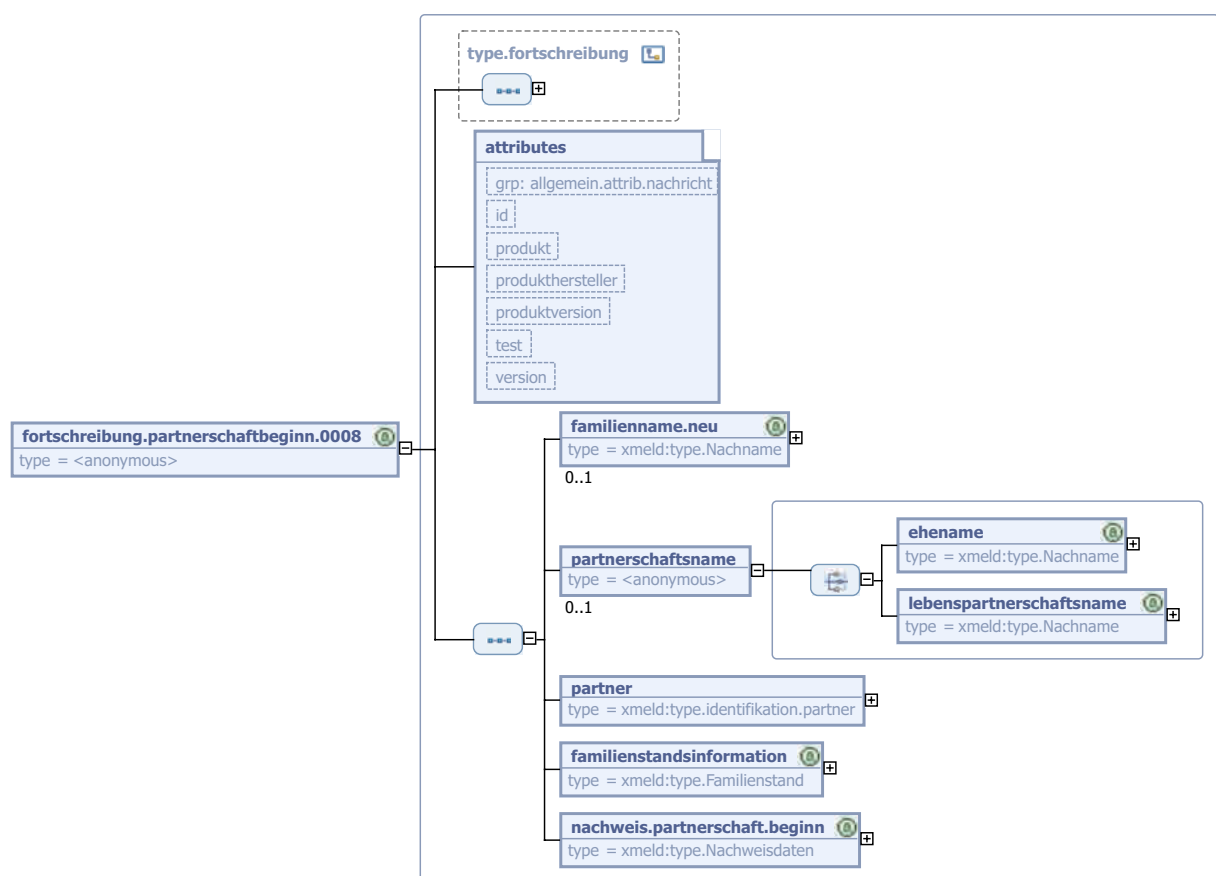 type.fortschreibung
attributes
grp: allgemein.attrib.nachricht
id
produkt
produkthersteller
produktversion
test
version
fortschreibung.partnerschaftbeginn.0008
type = <anonymous>
familienname.neu
type = xmeld:type.Nachname
0..1
partnerschaftsname
type = <anonymous>
0..1
ehename
type = xmeld:type.Nachname
lebenspartnerschaftsname
type = xmeld:type.Nachname
partner
type = xmeld:type.identifikation.partner
familienstandsinformation
type = xmeld:type.Familienstand
nachweis.partnerschaft.beginn
type = xmeld:type.Nachweisdaten